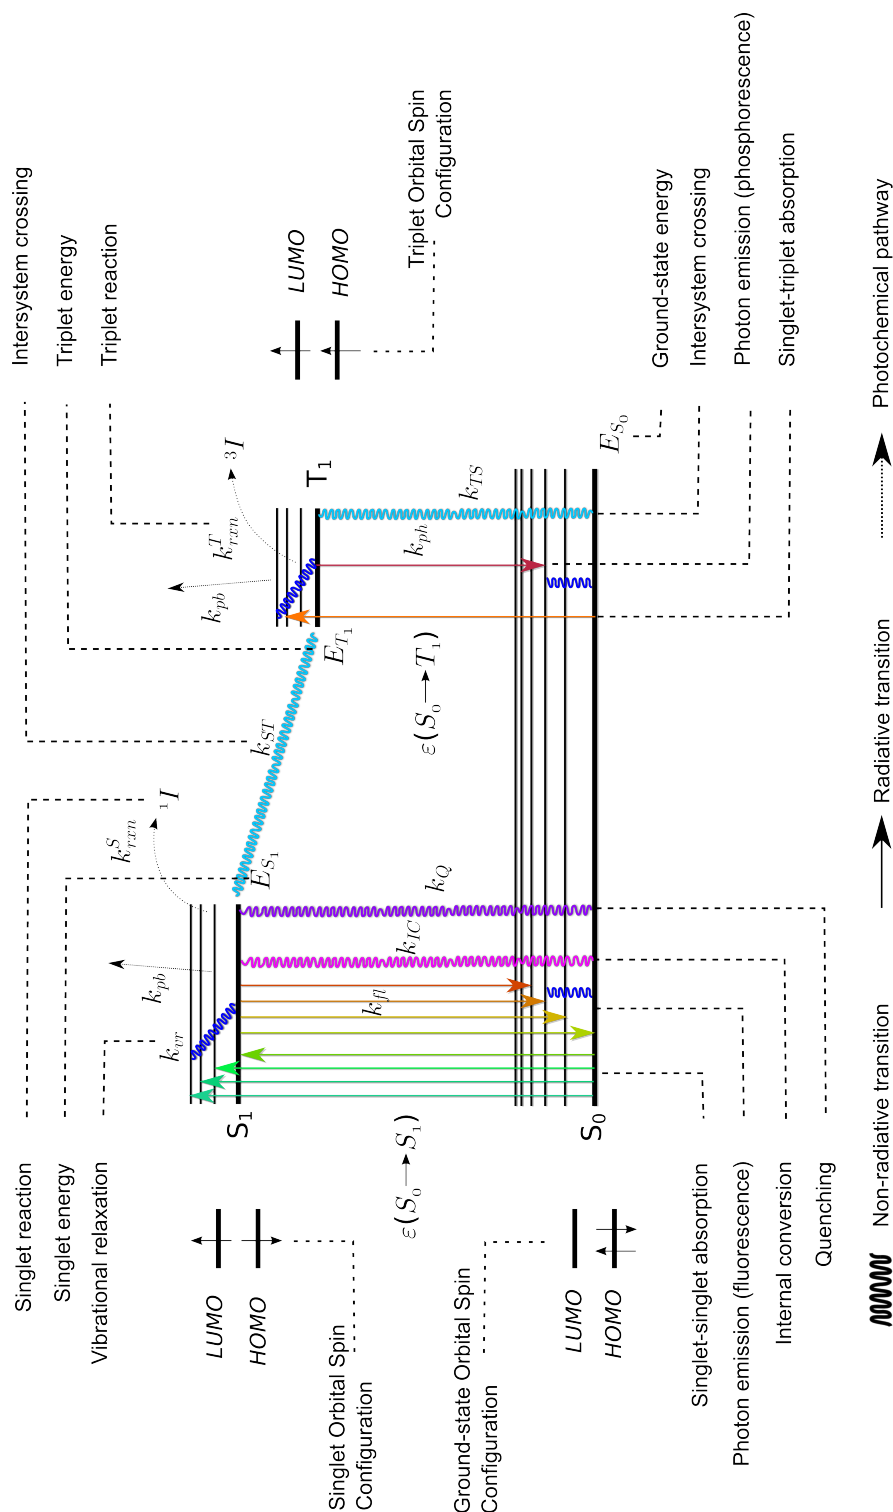 Singlet reaction
Singlet energy
Vibrational relaxation
Intersystem crossing
Triplet energy
Triplet reaction
LUMO
HOMO
Singlet Orbital Spin
Configuration
S₁
k_vr
k_pb
k^S_rxn
¹I
E_S₁
k_ST
k_pb
k^T_rxn
³I
T₁
E_T₁
LUMO
HOMO
Triplet Orbital Spin
Configuration
ε(S₀→S₁)
k_fl
k_IC
k_Q
ε(S₀→T₁)
k_ph
k_TS
Ground-state Orbital Spin
Configuration
LUMO
HOMO
S₀
E_S₀
Singlet-singlet absorption
Photon emission (fluorescence)
Internal conversion
Quenching
Ground-state energy
Intersystem crossing
Photon emission (phosphorescence)
Singlet-triplet absorption
Non-radiative transition
Radiative transition
Photochemical pathway